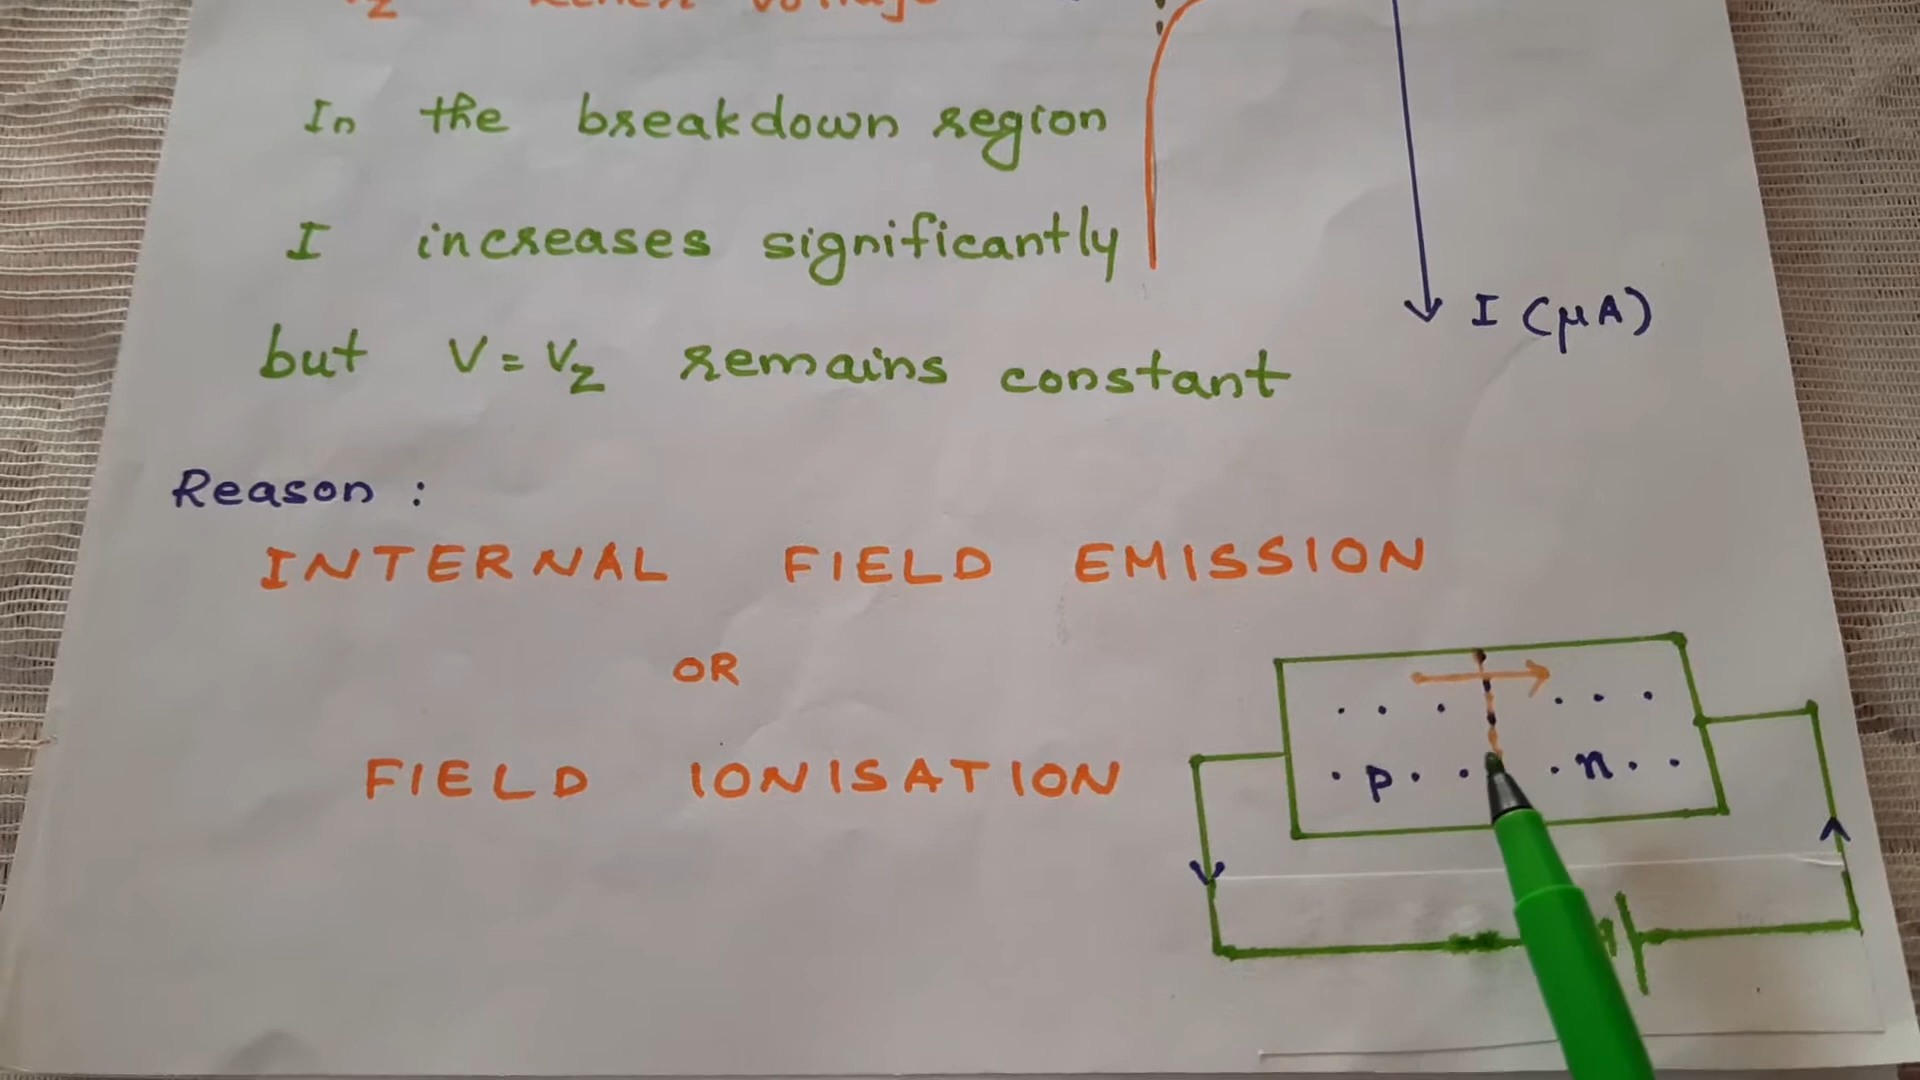 In the breakdown region
I increases significantly
but V = Vz remains constant
I (μA)
Reason :
INTERNAL FIELD EMISSION
OR
FIELD IONISATION
p n